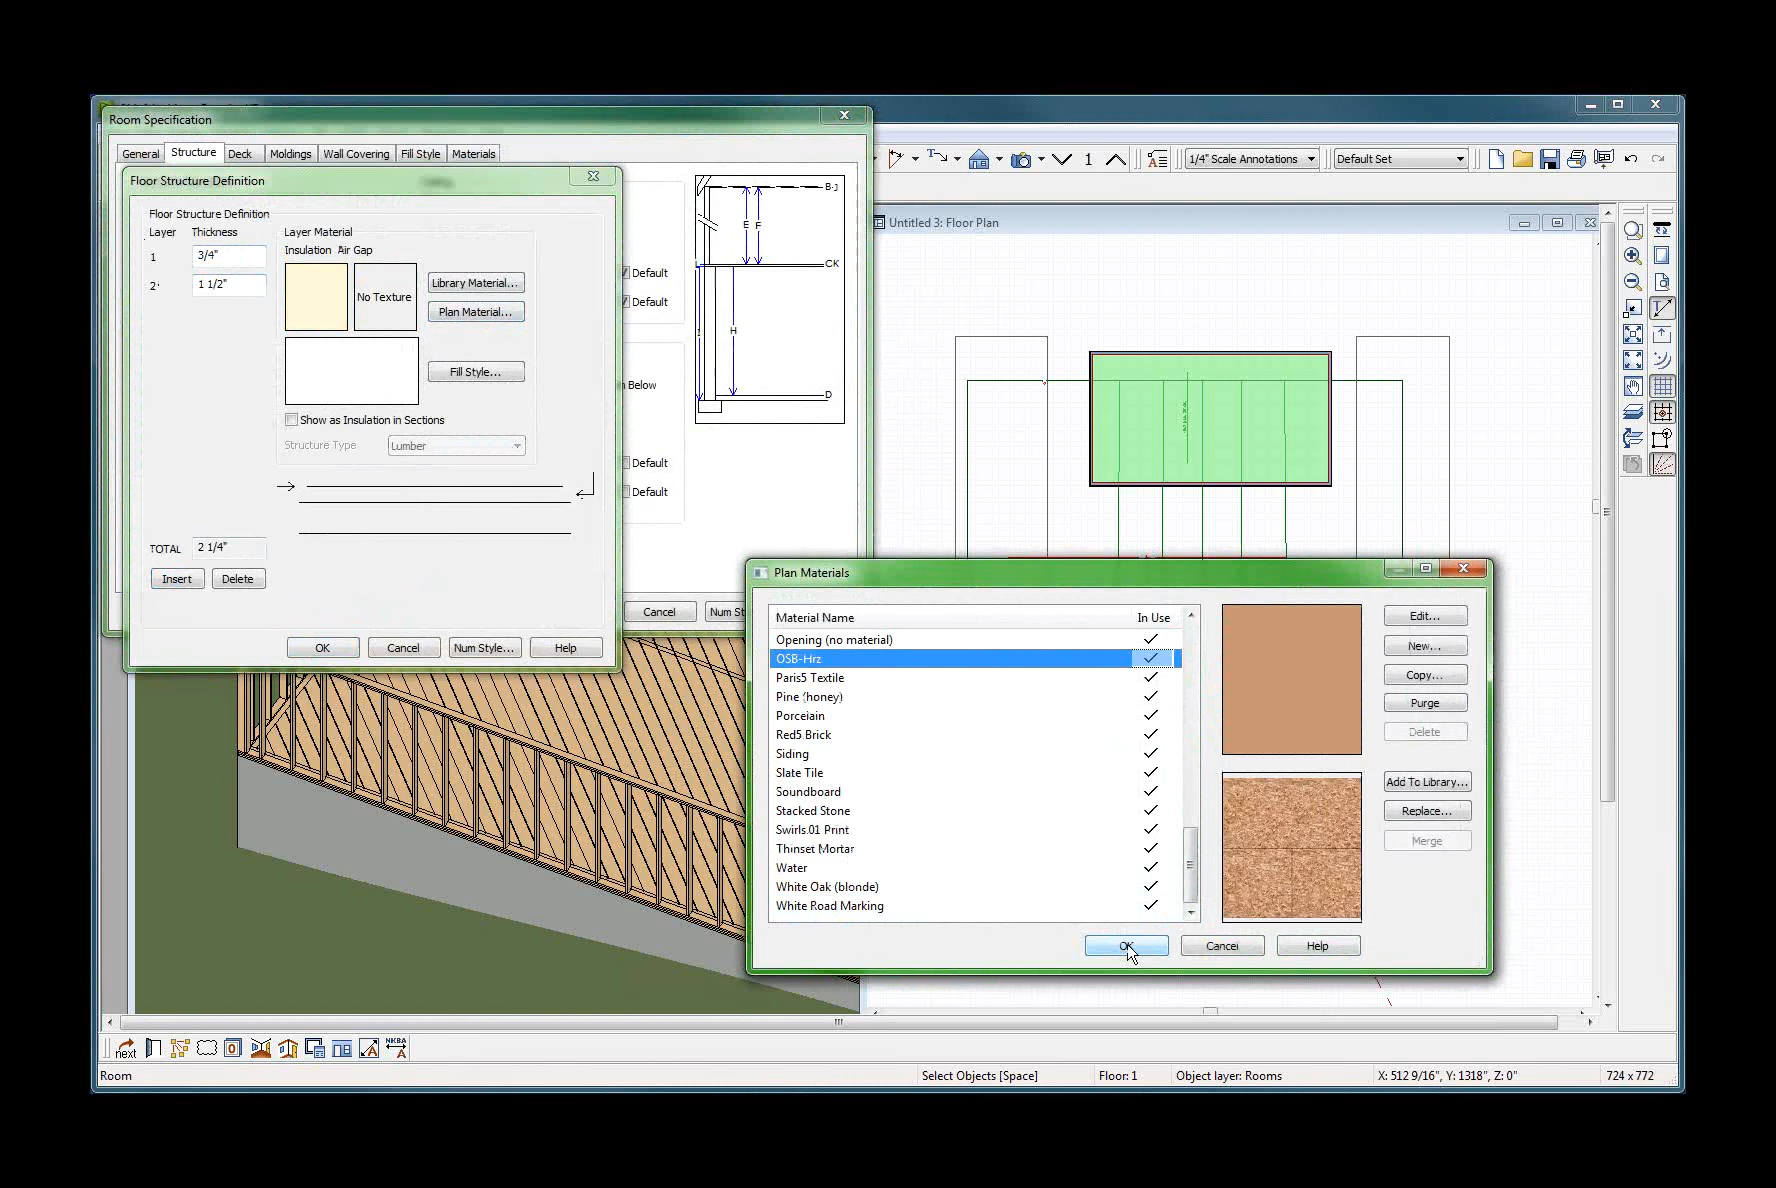 Room Specification
General Structure Deck Moldings Wall Covering Fill Style Materials
Floor Structure Definition
Floor Structure Definition
Layer Thickness
1 3/4"
2 1 1/2"
Layer Material
Insulation Air Gap
No Texture
Library Material...
Plan Material...
Fill Style...
Show as Insulation in Sections
Structure Type Lumber
TOTAL 2 1/4"
Insert Delete
OK Cancel Num Style... Help
Default
Default
n Below
Default
Default
Cancel Num St
B-J
E F
CK
H
D
1 1/4" Scale Annotations Default Set
Untitled 3: Floor Plan
Plan Materials
Material Name In Use
Opening (no material)
OSB-Hrz
Paris5 Textile
Pine (honey)
Porcelain
Red5 Brick
Siding
Slate Tile
Soundboard
Stacked Stone
Swirls.01 Print
Thinset Mortar
Water
White Oak (blonde)
White Road Marking
Edit...
New...
Copy...
Purge
Delete
Add To Library...
Replace...
Merge
OK Cancel Help
next
NKBA
A
Room Select Objects [Space] Floor: 1 Object layer: Rooms X: 512 9/16", Y: 1318", Z: 0" 724 x 772